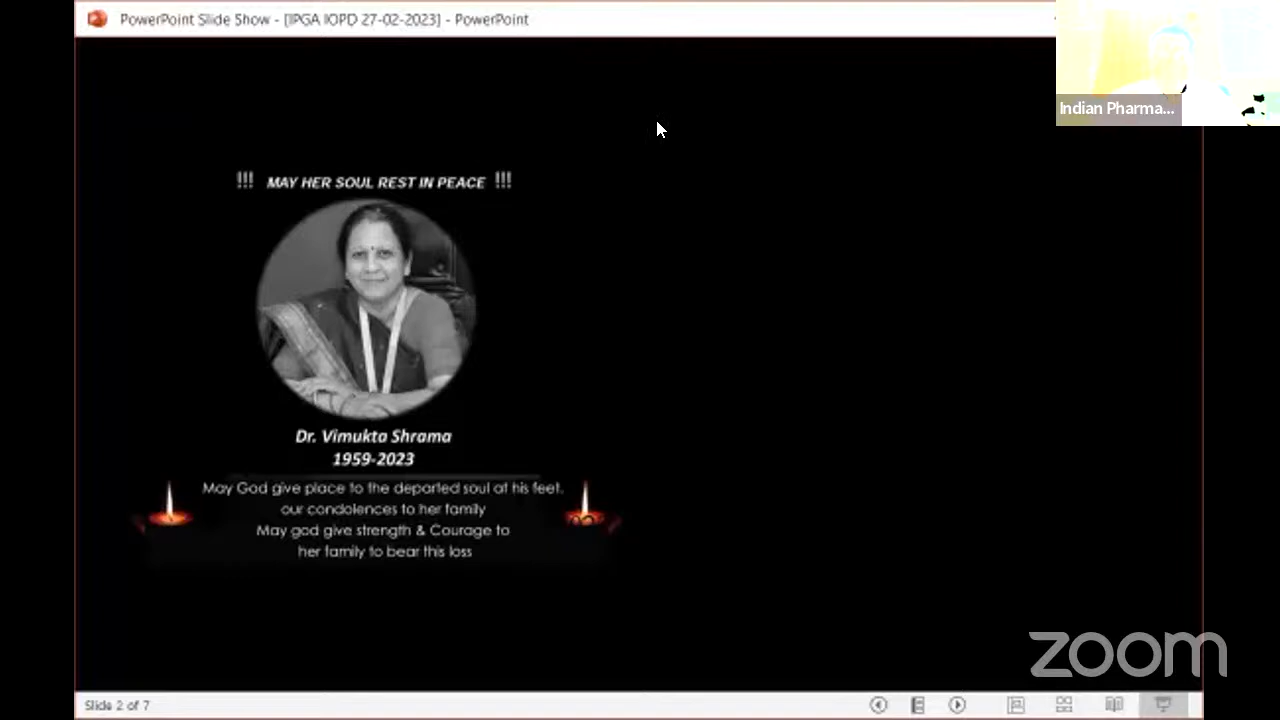 PowerPoint Slide Show - [IPGA IOPD 27-02-2023] - PowerPoint
Indian Pharma...
!!! MAY HER SOUL REST IN PEACE !!!
Dr. Vimukta Shrama
1959-2023
May God give place to the departed soul at his feet.
our condolences to her family
May god give strength & Courage to
her family to bear this loss
zoom
Slide 2 of 7